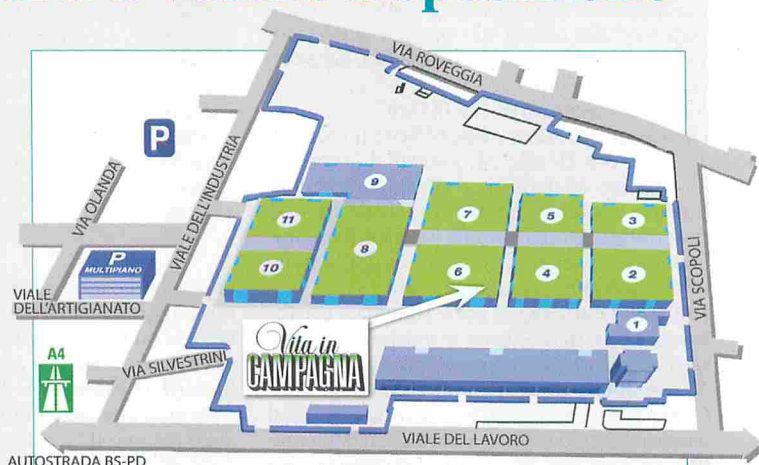 VIA ROVEGGIA
P
VIA OLANDA
VIALE DELL'INDUSTRIA
9
11
7
5
3
8
10
6
4
2
VIA SCOPOLI
P
MULTIPIANO
VIALE
DELL'ARTIGIANATO
1
Vita in
CAMPAGNA
A4
VIA SILVESTRINI
VIALE DEL LAVORO
AUTOSTRADA BS-PD